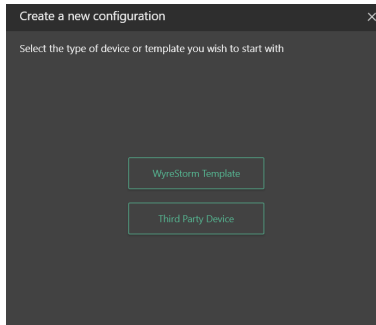 Create a new configuration
Select the type of device or template you wish to start with
WyreStorm Template
Third Party Device